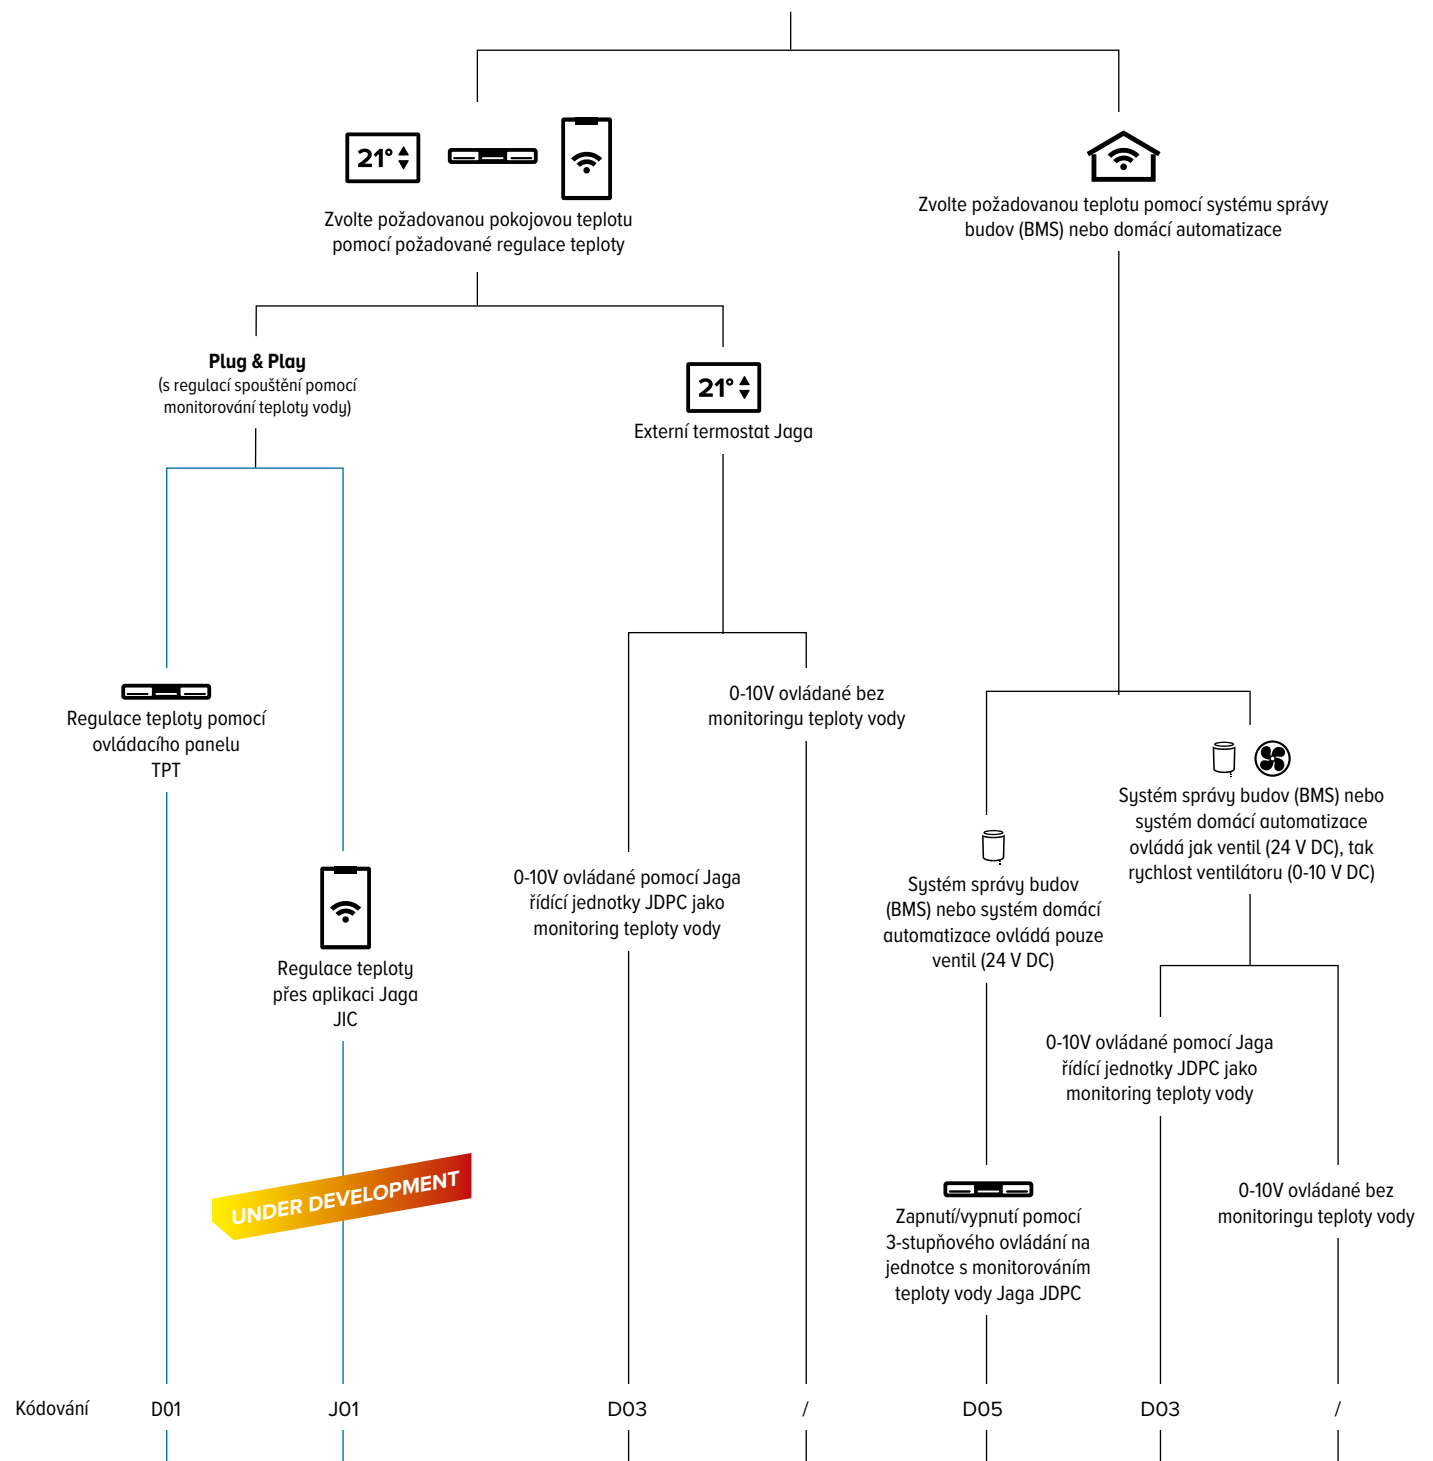 21°
Zvolte požadovanou pokojovou teplotu
pomocí požadované regulace teploty
Zvolte požadovanou teplotu pomocí systému správy
budov (BMS) nebo domácí automatizace
Plug & Play
(s regulací spouštění pomocí
monitorování teploty vody)
21°
Externí termostat Jaga
Regulace teploty pomocí
ovládacího panelu
TPT
Regulace teploty
přes aplikaci Jaga
JIC
UNDER DEVELOPMENT
0-10V ovládané pomocí Jaga
řídící jednotky JDPC jako
monitoring teploty vody
0-10V ovládané bez
monitoringu teploty vody
Systém správy budov
(BMS) nebo systém domácí
automatizace ovládá pouze
ventil (24 V DC)
Zapnutí/vypnutí pomocí
3-stupňového ovládání na
jednotce s monitorováním
teploty vody Jaga JDPC
Systém správy budov (BMS) nebo
systém domácí automatizace
ovládá jak ventil (24 V DC), tak
rychlost ventilátoru (0-10 V DC)
0-10V ovládané pomocí Jaga
řídící jednotky JDPC jako
monitoring teploty vody
0-10V ovládané bez
monitoringu teploty vody
Kódování D01 J01 D03 / D05 D03 /